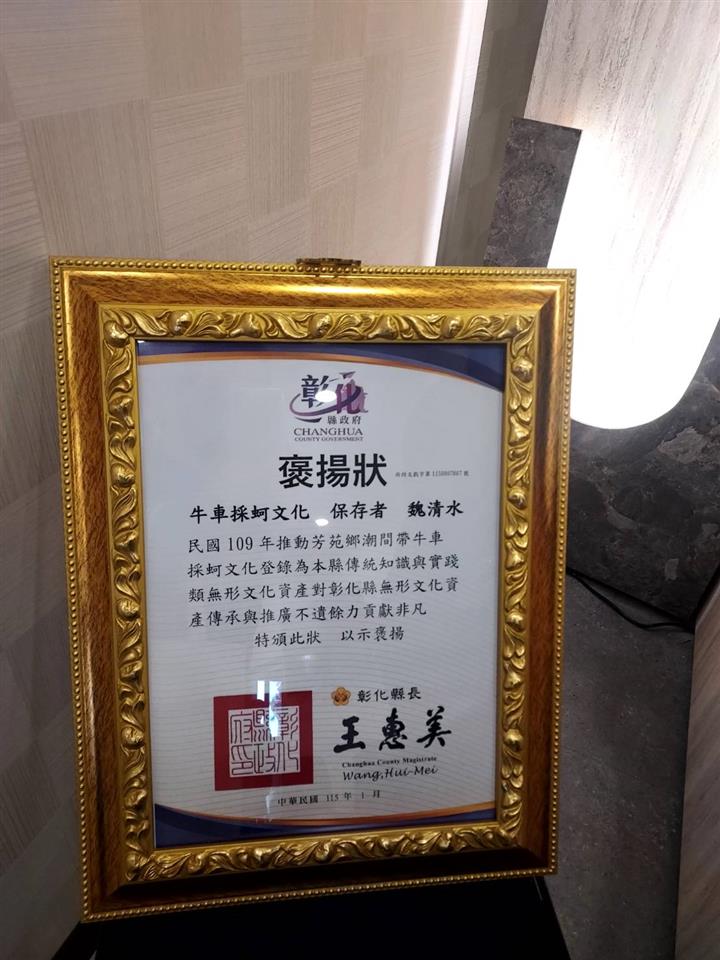 彰化
縣政府
CHANGHUA
COUNTY GOVERNMENT
褒揚狀
牛車採蚵文化 保存者 魏清水
民國109年推動芳苑鄉潮間帶牛車
採蚵文化登錄為本縣傳統知識與實踐
類無形文化資產對彰化縣無形文化資
產傳承與推廣不遺餘力貢獻非凡
特頒此狀 以示褒揚
彰化縣長
王惠美
Changhua County Magistrate
Wang, Hui-Mei
彰化縣政府印
中華民國 115 年 1 月